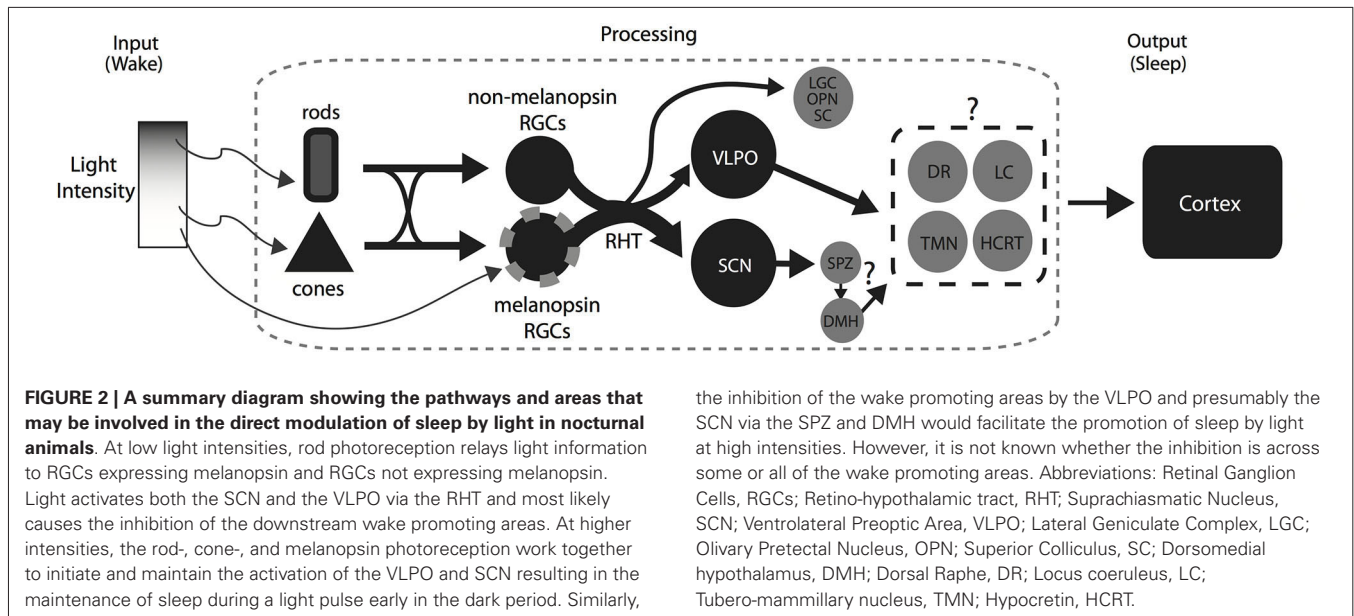 Input
(Wake)
Processing
Output
(Sleep)
Light
Intensity
rods
cones
non-melanopsin
RGCs
melanopsin
RGCs
RHT
LGC
OPN
SC
VLPO
SCN
SPZ
?
DMH
?
DR
LC
TMN
HCRT
Cortex
FIGURE 2 | A summary diagram showing the pathways and areas that
may be involved in the direct modulation of sleep by light in nocturnal
animals. At low light intensities, rod photoreception relays light information
to RGCs expressing melanopsin and RGCs not expressing melanopsin.
Light activates both the SCN and the VLPO via the RHT and most likely
causes the inhibition of the downstream wake promoting areas. At higher
intensities, the rod-, cone-, and melanopsin photoreception work together
to initiate and maintain the activation of the VLPO and SCN resulting in the
maintenance of sleep during a light pulse early in the dark period. Similarly,
the inhibition of the wake promoting areas by the VLPO and presumably the
SCN via the SPZ and DMH would facilitate the promotion of sleep by light
at high intensities. However, it is not known whether the inhibition is across
some or all of the wake promoting areas. Abbreviations: Retinal Ganglion
Cells, RGCs; Retino-hypothalamic tract, RHT; Suprachiasmatic Nucleus,
SCN; Ventrolateral Preoptic Area, VLPO; Lateral Geniculate Complex, LGC;
Olivary Pretectal Nucleus, OPN; Superior Colliculus, SC; Dorsomedial
hypothalamus, DMH; Dorsal Raphe, DR; Locus coeruleus, LC;
Tubero-mammillary nucleus, TMN; Hypocretin, HCRT.